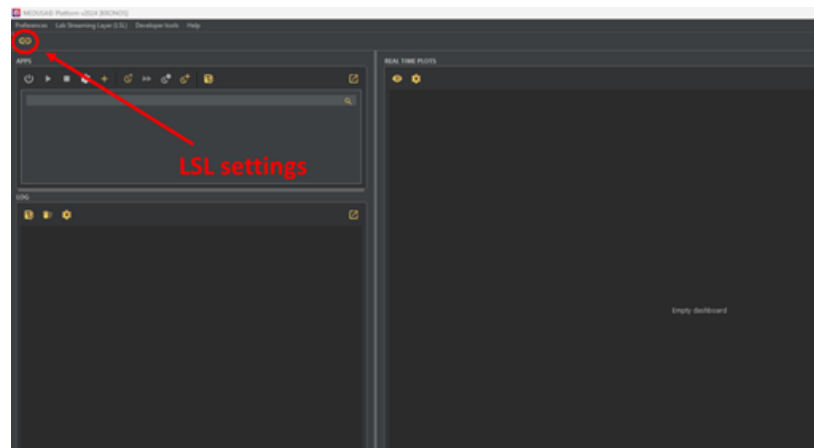 MEDUSA© Platform v2024 [KRONOS]
Preferences Lab Streaming Layer (LSL) Developer tools Help
APPS
REAL TIME PLOTS
LSL settings
LOG
Empty dashboard